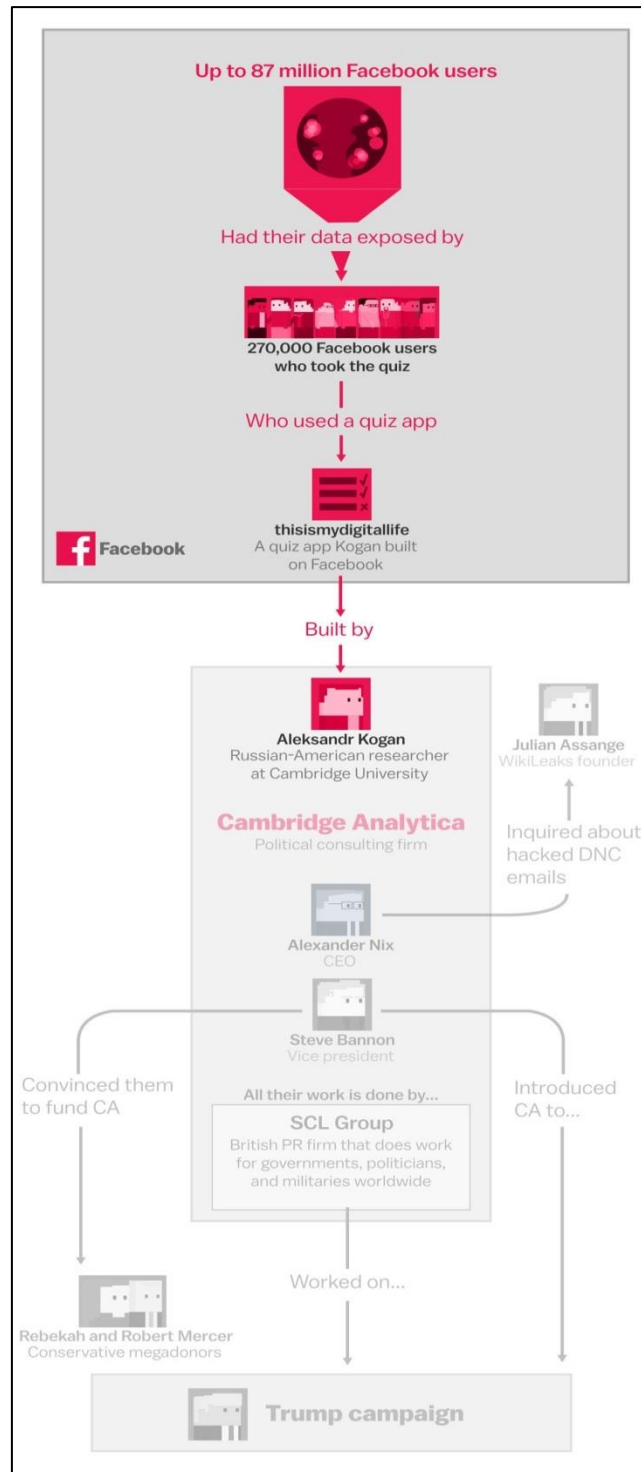 Up to 87 million Facebook users
Had their data exposed by
270,000 Facebook users
who took the quiz
Who used a quiz app
thisismydigitallife
A quiz app Kogan built
on Facebook
Facebook
Built by
Aleksandr Kogan
Russian-American researcher
at Cambridge University
Julian Assange
WikiLeaks founder
Cambridge Analytica
Political consulting firm
Inquired about
hacked DNC
emails
Alexander Nix
CEO
Steve Bannon
Vice president
Convinced them
to fund CA
Introduced
CA to...
All their work is done by...
SCL Group
British PR firm that does work
for governments, politicians,
and militaries worldwide
Worked on...
Rebekah and Robert Mercer
Conservative megadonors
Trump campaign